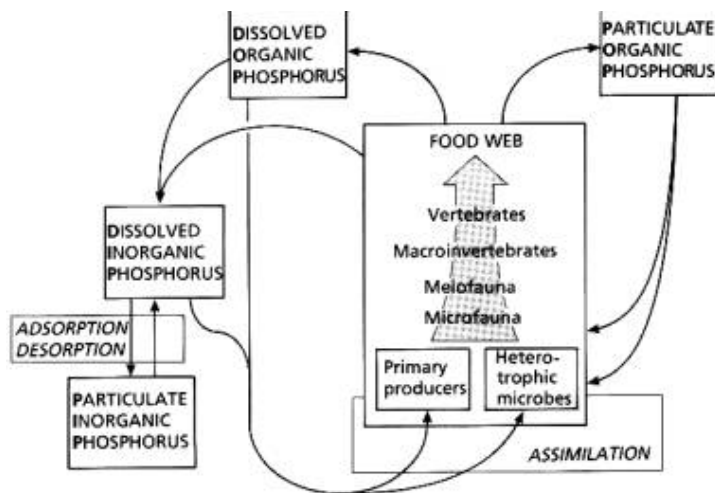 DISSOLVED
ORGANIC
PHOSPHORUS
PARTICULATE
ORGANIC
PHOSPHORUS
FOOD WEB
Vertebrates
Macroinvertebrates
Meiofauna
Microfauna
DISSOLVED
INORGANIC
PHOSPHORUS
ADSORPTION
DESORPTION
Primary
producers
Hetero-
trophic
microbes
PARTICULATE
INORGANIC
PHOSPHORUS
ASSIMILATION